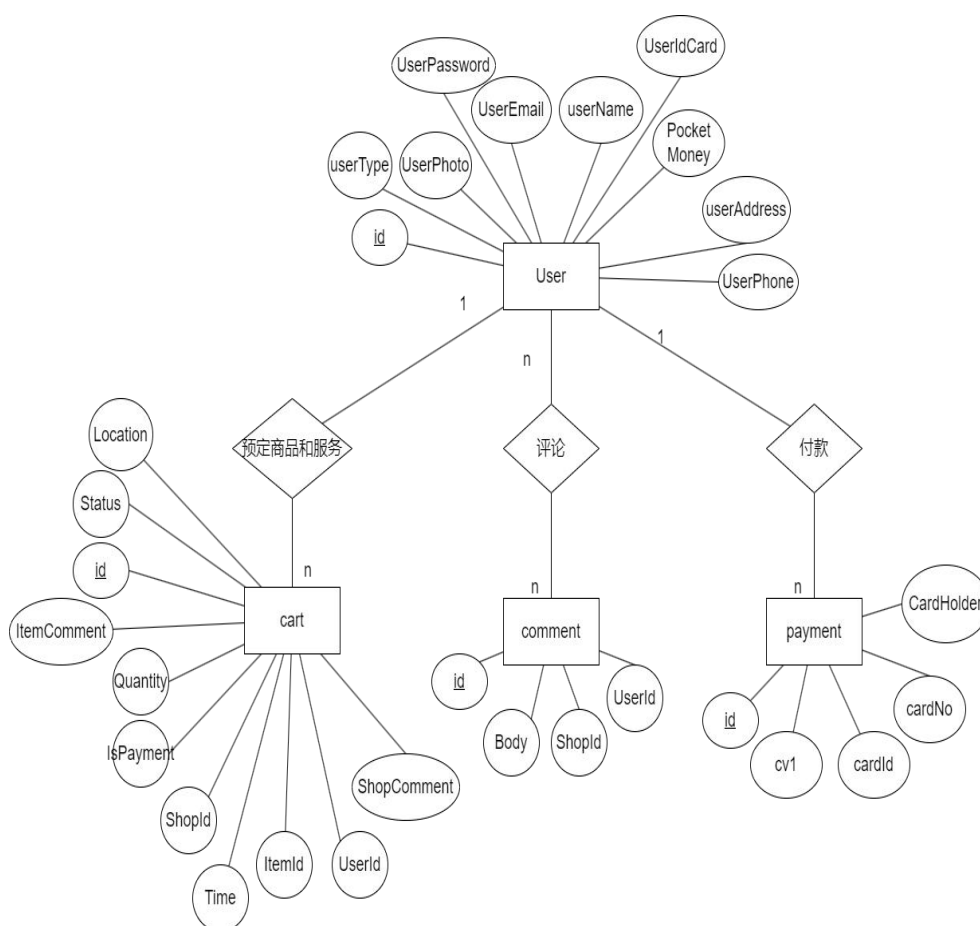 UserIdCard
UserPassword
UserEmail
userName
Pocket
Money
userType
UserPhoto
userAddress
id
User
UserPhone
1
1
n
Location
预定商品和服务
评论
付款
Status
id
n
n
n
CardHolder
ItemComment
cart
comment
payment
Quantity
id
UserId
cardNo
id
IsPayment
Body
ShopId
cv1
cardId
ShopComment
ShopId
ItemId
UserId
Time